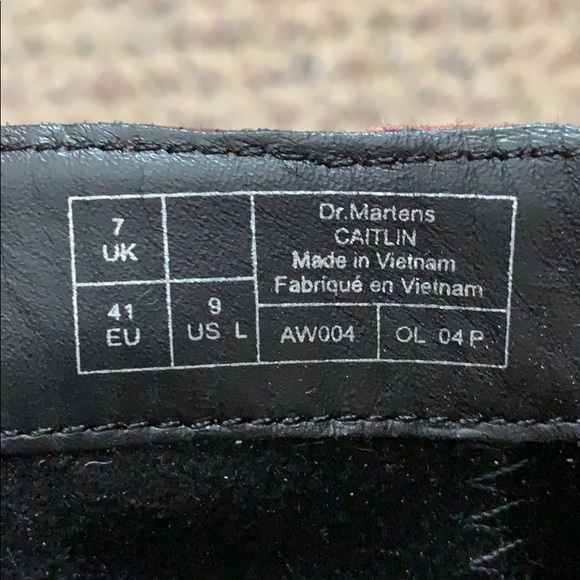 7
UK
41
EU
9
US L
Dr.Martens
CAITLIN
Made in Vietnam
Fabriqué en Vietnam
AW004
OL 04 P